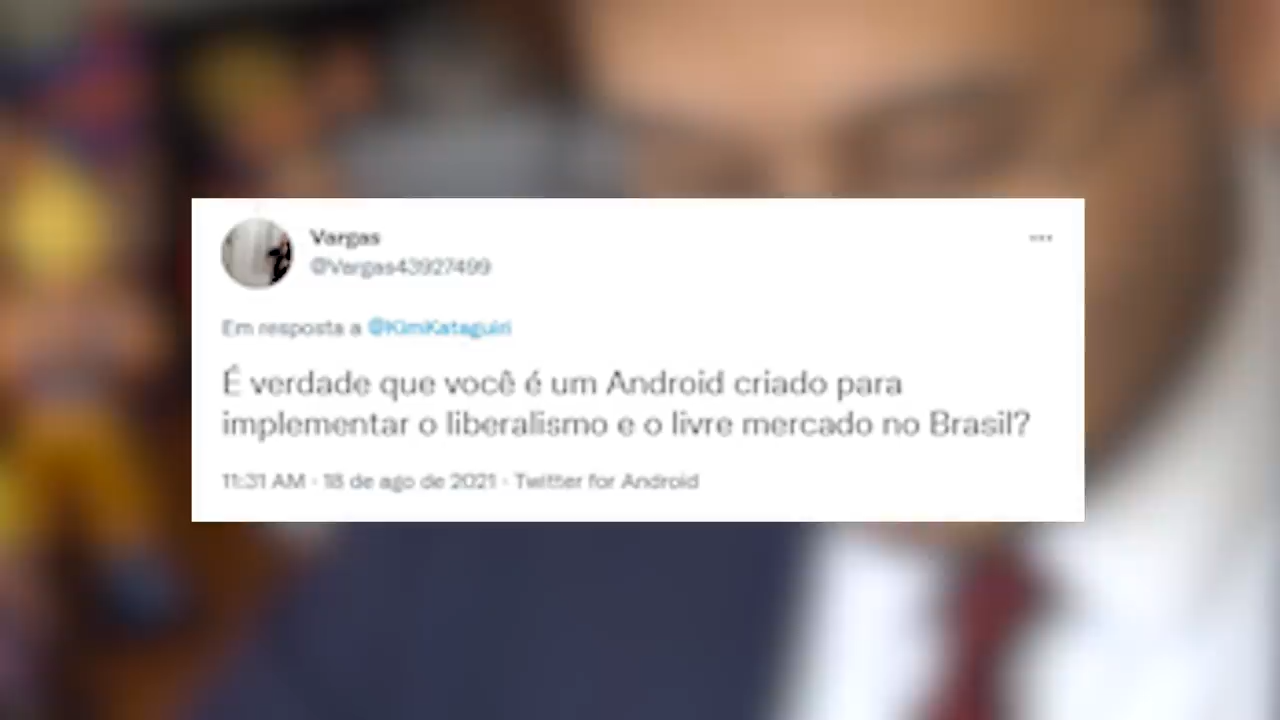 Vargas
@Vargas43927499
Em resposta a @KimKataguiri
É verdade que você é um Android criado para
implementar o liberalismo e o livre mercado no Brasil?
11:31 AM · 18 de ago de 2021 · Twitter for Android